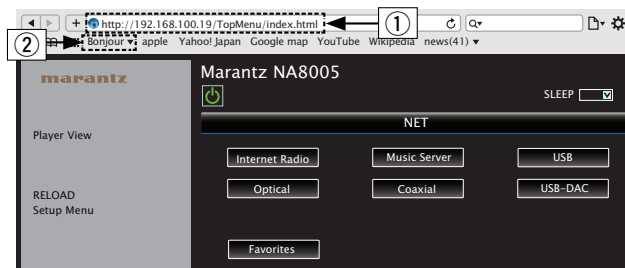 http://192.168.100.19/TopMenu/index.html
①
②
Bonjour ▾ apple Yahoo! Japan Google map YouTube Wikipedia news(41) ▾
marantz
Marantz NA8005
SLEEP
NET
Player View
Internet Radio Music Server USB
Optical Coaxial USB-DAC
RELOAD
Setup Menu
Favorites